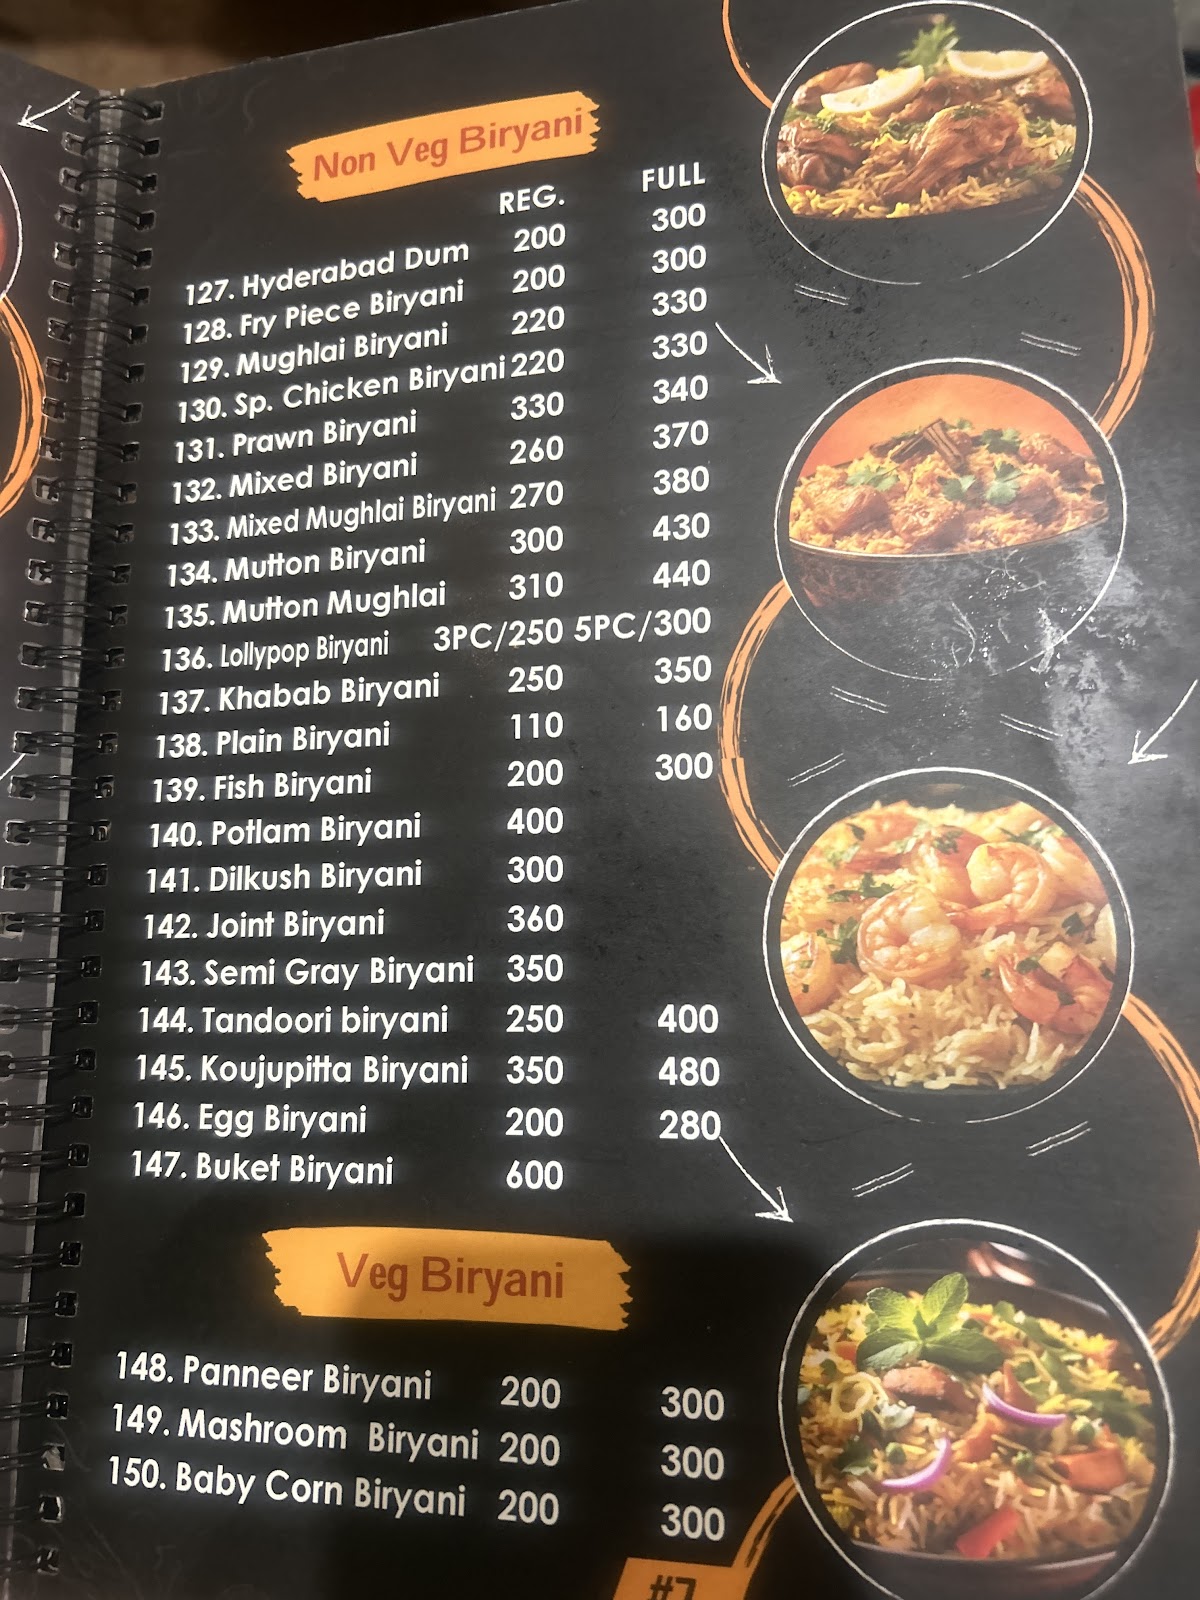 Non Veg Biryani
REG. FULL
127. Hyderabad Dum 200 300
128. Fry Piece Biryani 200 300
129. Mughlai Biryani 220 330
130. Sp. Chicken Biryani 220 330
131. Prawn Biryani 330 340
132. Mixed Biryani 260 370
133. Mixed Mughlai Biryani 270 380
134. Mutton Biryani 300 430
135. Mutton Mughlai 310 440
136. Lollypop Biryani 3PC/250 5PC/300
137. Khabab Biryani 250 350
138. Plain Biryani 110 160
139. Fish Biryani 200 300
140. Potlam Biryani 400
141. Dilkush Biryani 300
142. Joint Biryani 360
143. Semi Gray Biryani 350
144. Tandoori biryani 250 400
145. Koujupitta Biryani 350 480
146. Egg Biryani 200 280
147. Buket Biryani 600
Veg Biryani
148. Panneer Biryani 200 300
149. Mashroom Biryani 200 300
150. Baby Corn Biryani 200 300
#7